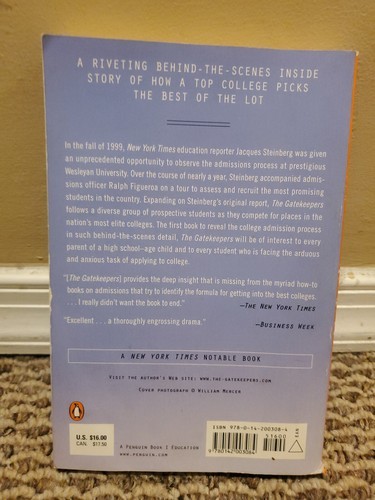 A RIVETING BEHIND-THE-SCENES INSIDE
STORY OF HOW A TOP COLLEGE PICKS
THE BEST OF THE LOT
In the fall of 1999, New York Times education reporter Jacques Steinberg was given
an unprecedented opportunity to observe the admissions process at prestigious
Wesleyan University. Over the course of nearly a year, Steinberg accompanied admis-
sions officer Ralph Figueroa on a tour to assess and recruit the most promising
students in the country. Expanding on Steinberg's original report, The Gatekeepers
follows a diverse group of prospective students as they compete for places in the
nation's most elite colleges. The first book to reveal the college admission process
in such behind-the-scenes detail, The Gatekeepers will be of interest to every
parent of a high school-age child and to every student who is facing the arduous
and anxious task of applying to college.
"[The Gatekeepers] provides the deep insight that is missing from the myriad how-to
books on admissions that try to identify the formula for getting into the best colleges.
. . . I really didn't want the book to end." —THE NEW YORK TIMES
"Excellent . . . a thoroughly engrossing drama." —BUSINESS WEEK
A NEW YORK TIMES NOTABLE BOOK
VISIT THE AUTHOR'S WEB SITE: WWW.THE-GATEKEEPERS.COM
COVER PHOTOGRAPH © WILLIAM MERCER
U.S. $16.00
CAN. $17.50
A PENGUIN BOOK | EDUCATION
WWW.PENGUIN.COM
ISBN 978-0-14-200308-4
51600
9 780142 003084